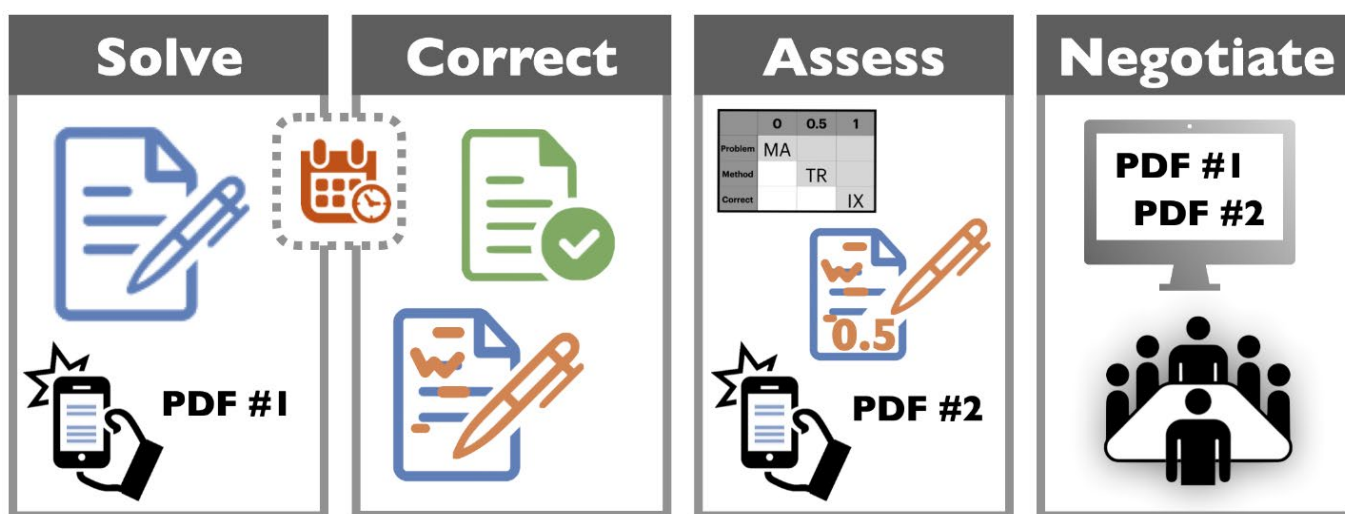 Solve
PDF #1
Correct
Assess
0 0.5 1
Problem MA
Method TR
Correct IX
0.5
PDF #2
Negotiate
PDF #1
PDF #2